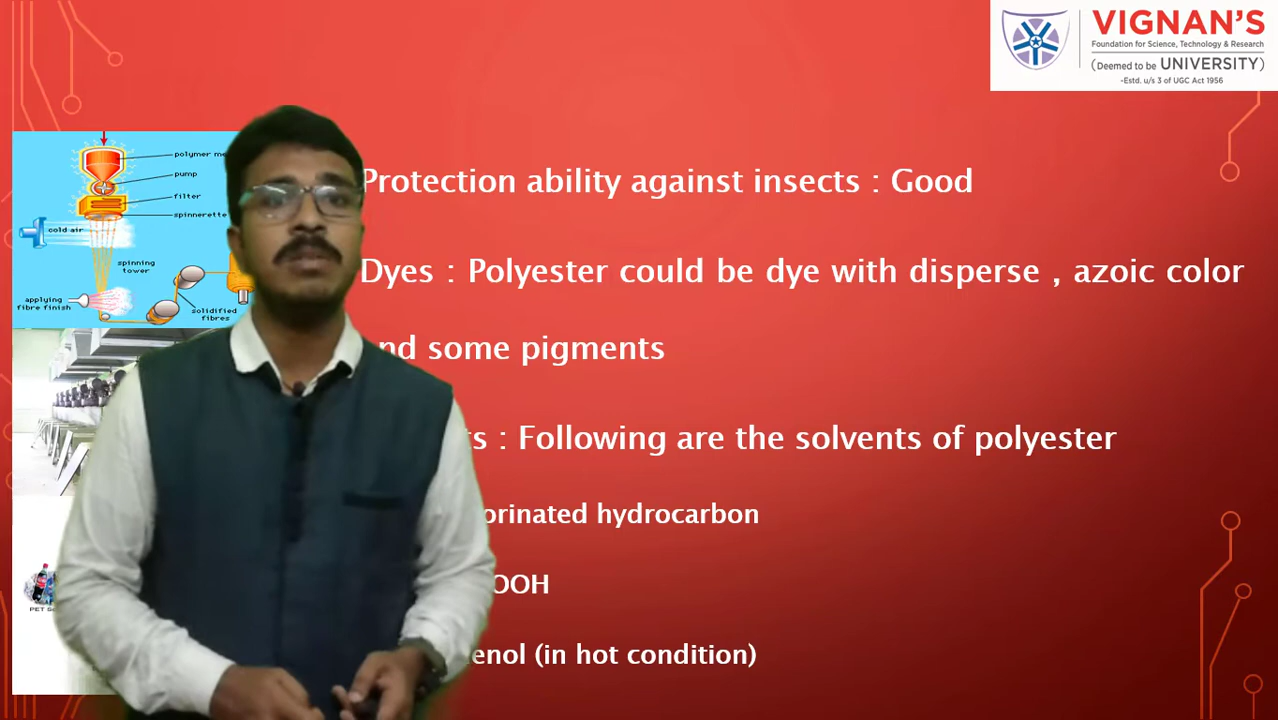 VIGNAN'S
Foundation for Science, Technology & Research
(Deemed to be UNIVERSITY)
-Estd. u/s 3 of UGC Act 1956
polymer me
pump
filter
spinnerette
cold air
spinning
tower
applying
fibre finish
solidified
fibres
PET
Protection ability against insects : Good
Dyes : Polyester could be dye with disperse , azoic color
nd some pigments
ts : Following are the solvents of polyester
orinated hydrocarbon
OOH
enol (in hot condition)